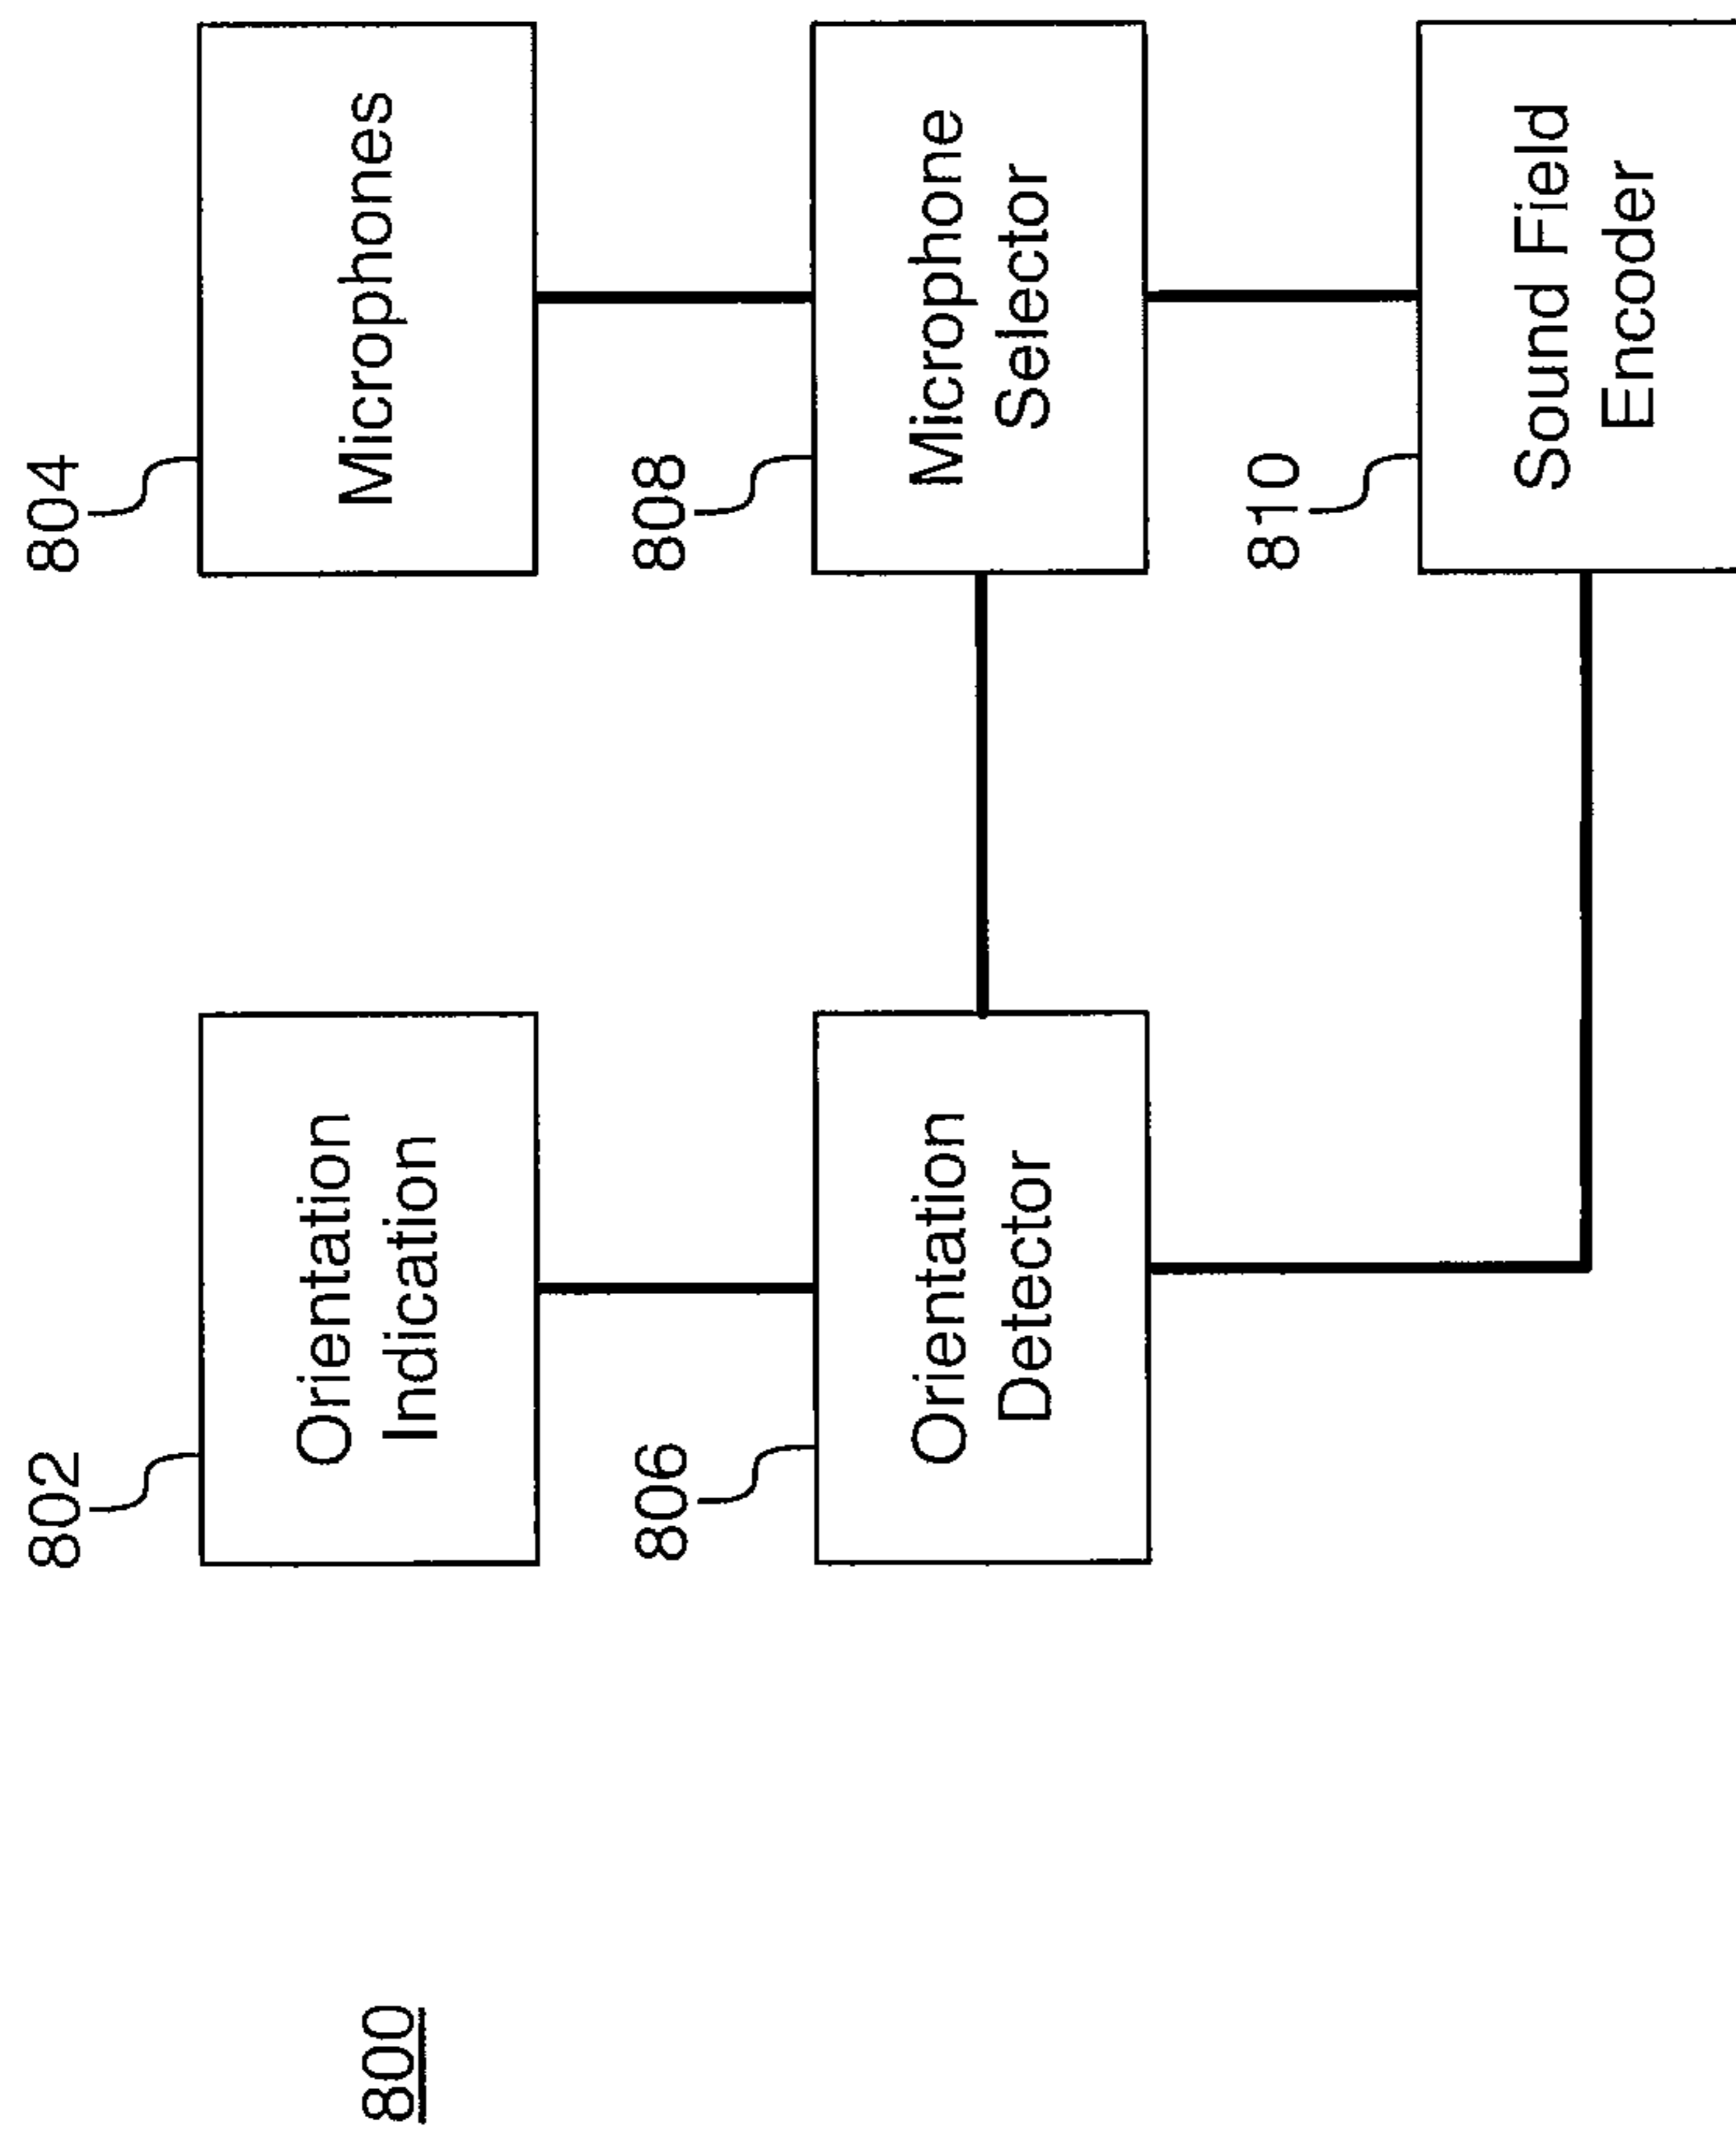 800
802
Orientation
Indication
804
Microphones
806
Orientation
Detector
808
Microphone
Selector
810
Sound Field
Encoder